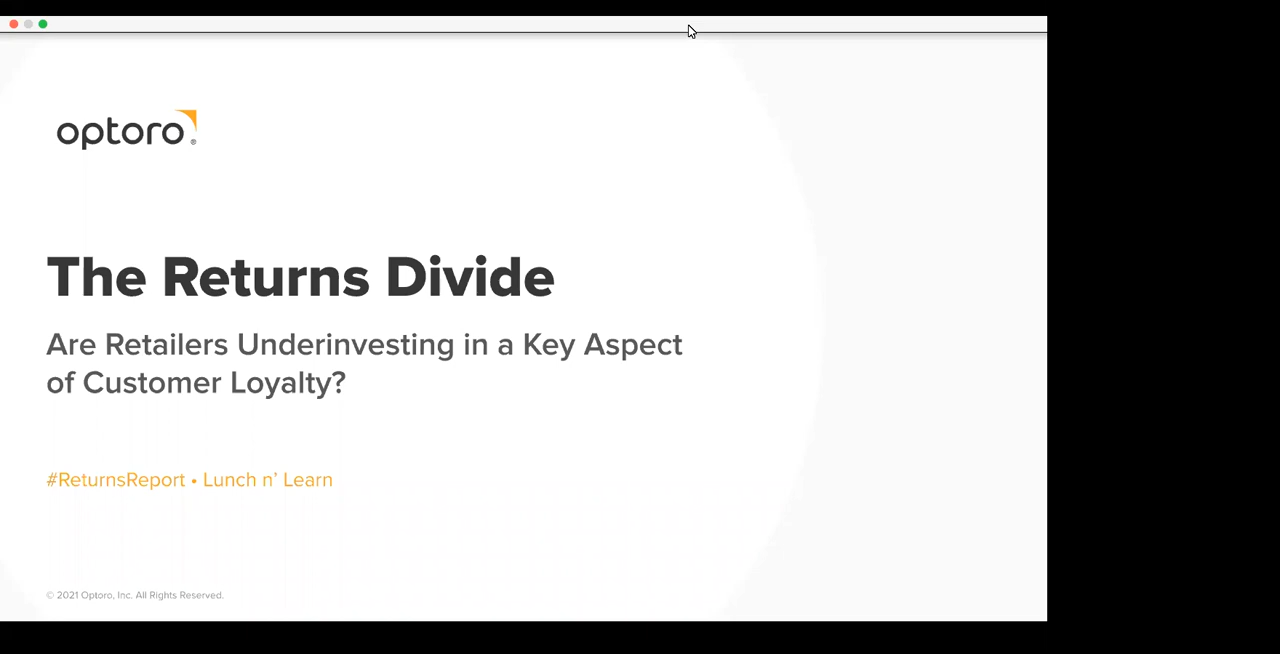 optoro®
The Returns Divide
Are Retailers Underinvesting in a Key Aspect
of Customer Loyalty?
#ReturnsReport • Lunch n’ Learn
© 2021 Optoro, Inc. All Rights Reserved.